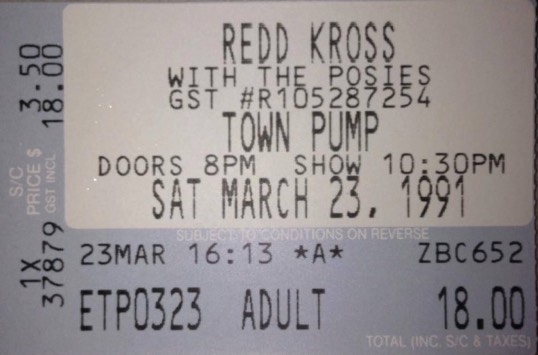 REDD KROSS
WITH THE POSIES
GST #R105287254
TOWN PUMP
DOORS 8PM SHOW 10:30PM
SAT MARCH 23, 1991
SUBJECT TO CONDITIONS ON REVERSE
23MAR 16:13 *A* ZBC652
ETP0323 ADULT 18.00
TOTAL (INC. S/C & TAXES)
S/C 3.50
PRICE $ 18.00
GST INCL.
1X
37879